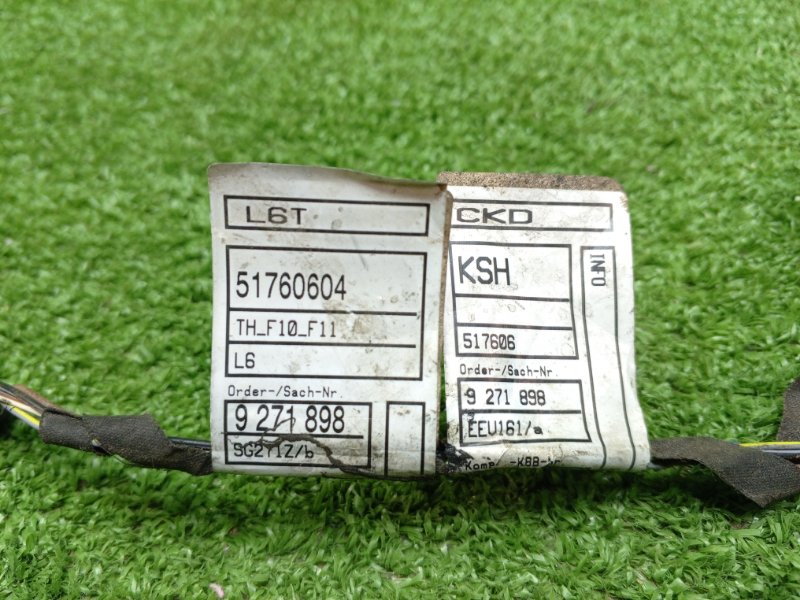 L6T
51760604
TH_F10_F11
L6
Order-/Sach-Nr.
9 271 898
SG271Z/b
CKD
KSH
INFO
517606
Order-/Sach-Nr.
9 271 898
EEU161/a